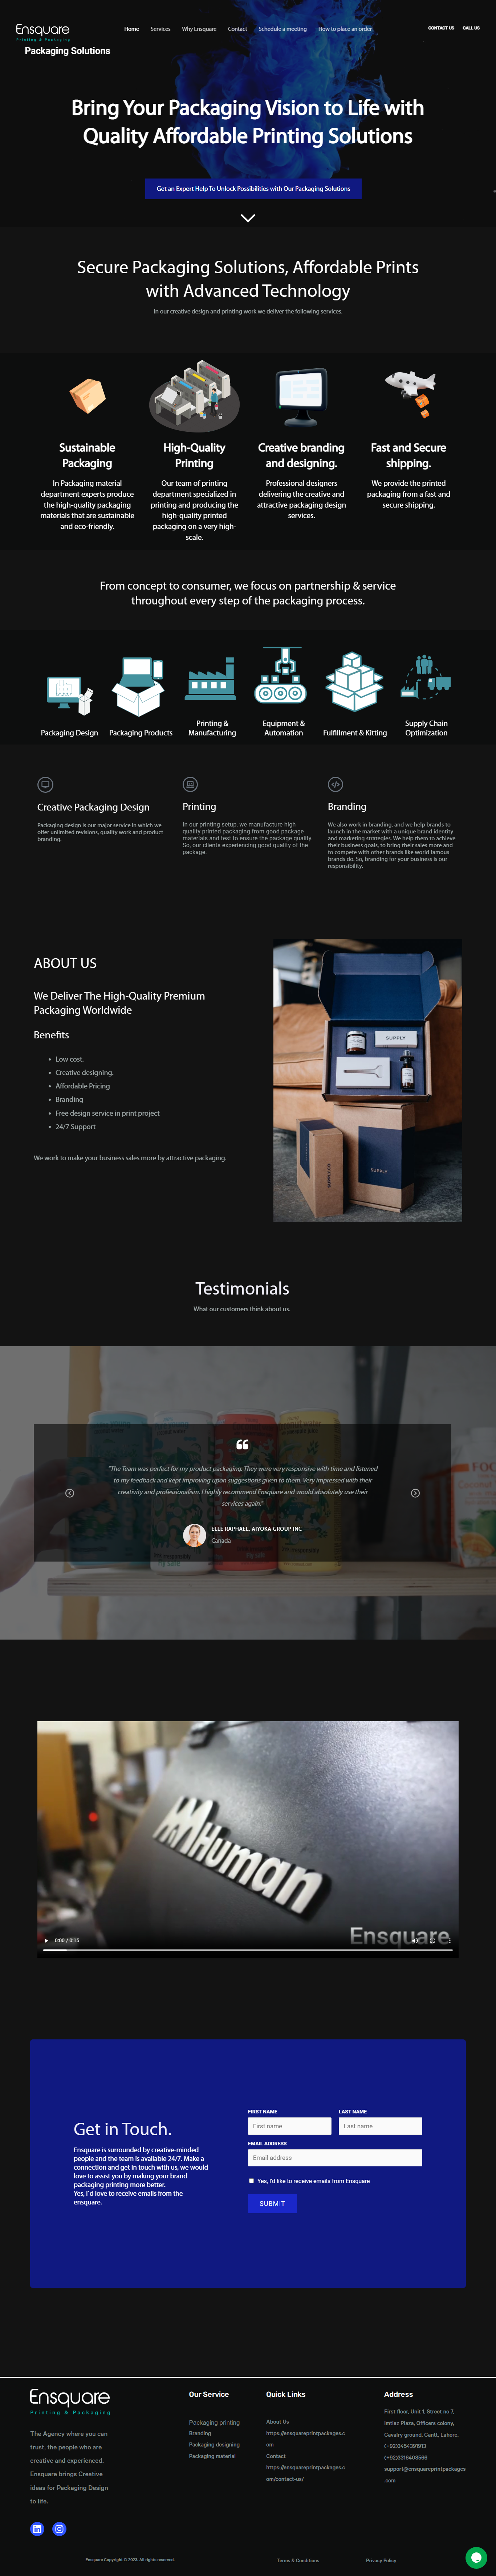 Ensquare
Printing & Packaging
Packaging Solutions
Home
Services
Why Ensquare
Contact
Schedule a meeting
How to place an order
CONTACT US
CALL US
Bring Your Packaging Vision to Life with
Quality Affordable Printing Solutions
Get an Expert Help To Unlock Possibilities with Our Packaging Solutions
Secure Packaging Solutions, Affordable Prints
with Advanced Technology
In our creative design and printing work we deliver the following services.
Sustainable
Packaging
In Packaging material
department experts produce
the high-quality packaging
materials that are sustainable
and eco-friendly.
High-Quality
Printing
Our team of printing
department specialized in
printing and producing the
high-quality printed
packaging on a very high-
scale.
Creative branding
and designing.
Professional designers
delivering the creative and
attractive packaging design
services.
Fast and Secure
shipping.
We provide the printed
packaging from a fast and
secure shipping.
From concept to consumer, we focus on partnership & service
throughout every step of the packaging process.
Packaging Design
Packaging Products
Printing &
Manufacturing
Equipment &
Automation
Fulfillment & Kitting
Supply Chain
Optimization
Creative Packaging Design
Packaging design is our major service in which we
offer unlimited revisions, quality work and product
branding.
Printing
In our printing setup, we manufacture high-
quality printed packaging from good package
materials and test to ensure the package quality.
So, our clients experiencing good quality of the
package.
Branding
We also work in branding, and we help brands to
launch in the market with a unique brand identity
and marketing strategies. We help them to achieve
their business goals, to bring their sales more and
to compete with other brands like world famous
brands do. So, branding for your business is our
responsibility.
ABOUT US
We Deliver The High-Quality Premium
Packaging Worldwide
Benefits
• Low cost.
• Creative designing.
• Affordable Pricing
• Branding
• Free design service in print project
• 24/7 Support
We work to make your business sales more by attractive packaging.
SUPPLY
SUPPLY
Testimonials
What our customers think about us.
"The Team was perfect for my product packaging. They were very responsive with time and listened
to my feedback and kept improving upon suggestions given to them. Very impressed with their
creativity and professionalism. I highly recommend Ensquare and would absolutely use their
services again."
ELLE RAPHAEL, AIYOKA GROUP INC
Canada
Human
Ensquare
0:00 / 0:55
Get in Touch.
Ensquare is surrounded by creative-minded
people and the team is available 24/7. Make a
connection and get in touch with us, we would
love to assist you by making your brand
packaging printing more better.
Yes, I'd love to receive emails from the
ensquare.
FIRST NAME
First name
LAST NAME
Last name
EMAIL ADDRESS
Email address
Yes, I'd like to receive emails from Ensquare
SUBMIT
Ensquare
Printing & Packaging
The Agency where you can
trust, the people who are
creative and experienced.
Ensquare brings Creative
ideas for Packaging Design
to life.
Our Service
Packaging printing
Branding
Packaging designing
Packaging material
Quick Links
About Us
https://ensquareprintpackages.c
om
Contact
https://ensquareprintpackages.c
om/contact-us/
Address
First floor, Unit 1, Street no 7,
Imtiaz Plaza, Officers colony,
Cavalry ground, Cantt, Lahore.
(+92)3454391913
(+92)3316408566
support@ensquareprintpackages
.com
Ensquare Copyright © 2023. All rights reserved.
Terms & Conditions
Privacy Policy